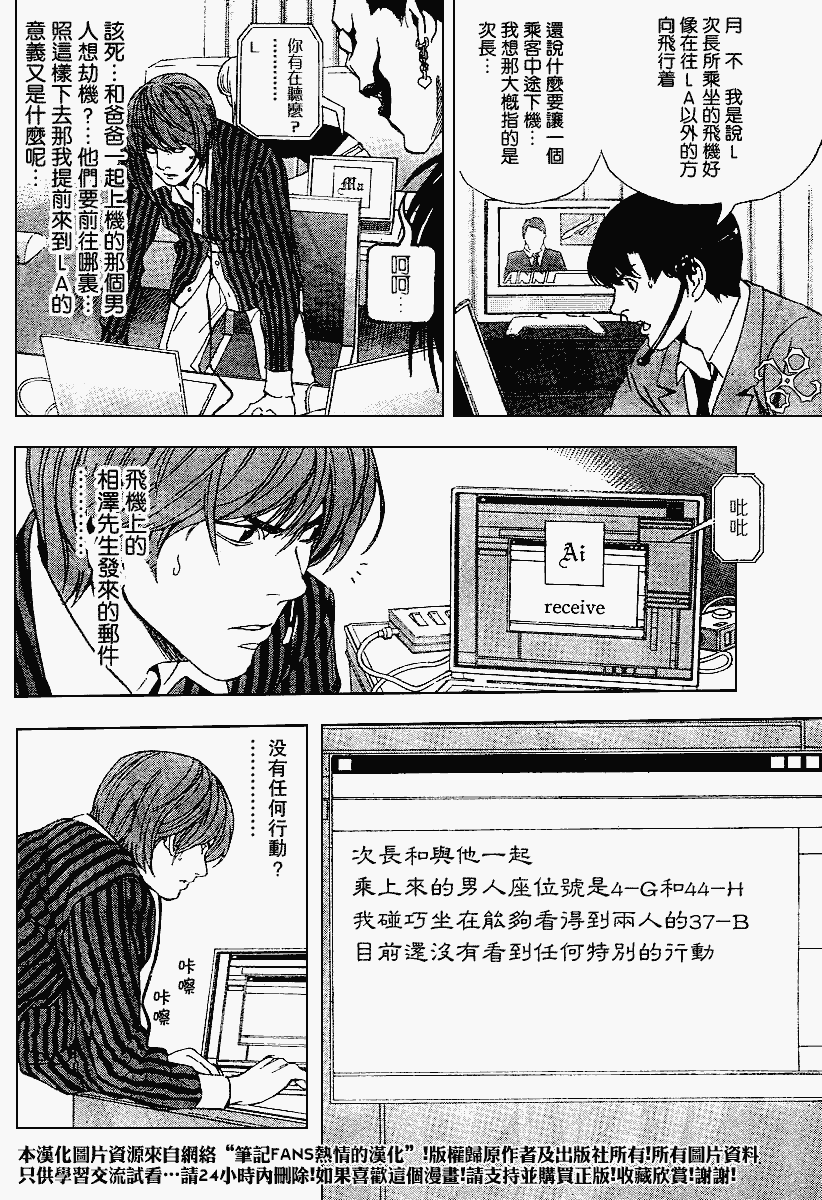 月 不 我是說L
次長所乘坐的飛機好
像在往LA以外的方
向飛行着
還說什麼要讓一個
乘客中途下機…
我想那大概指的是
次長…
ANN
你有在聽麼？
…………
L
Ma
呵呵…
該死…和爸爸一起上機的那個男
人想劫機？…他們要前往哪裏…
照這樣下去那我提前來到LA的
意義又是什麼呢…
吡吡
Ai
receive
飛機上的
相澤先生發來的郵件
…………
次長和與他一起
乘上來的男人座位號是4-G和44-H
我碰巧坐在能夠看得到兩人的37-B
目前還沒有看到任何特別的行動
没有任何行動？
…………
咔嚓
咔嚓
本漢化圖片資源來自網絡“筆記FANS熱情的漢化”!版權歸原作者及出版社所有!所有圖片資料
只供學習交流試看…請24小時內刪除!如果喜歡這個漫畫!請支持並購買正版!收藏欣賞!謝謝!